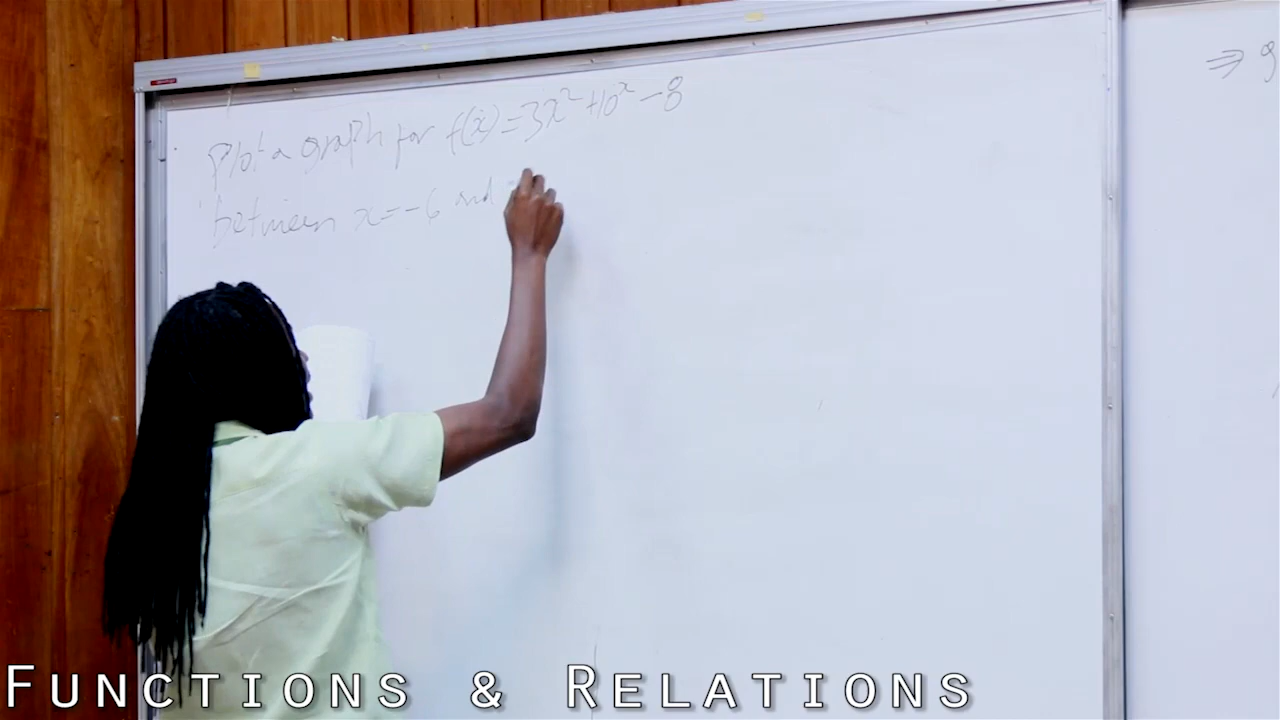 Plot a graph for f(x) = 3x² + 10x - 8
between x = -6 and
⇒ g
FUNCTIONS & RELATIONS